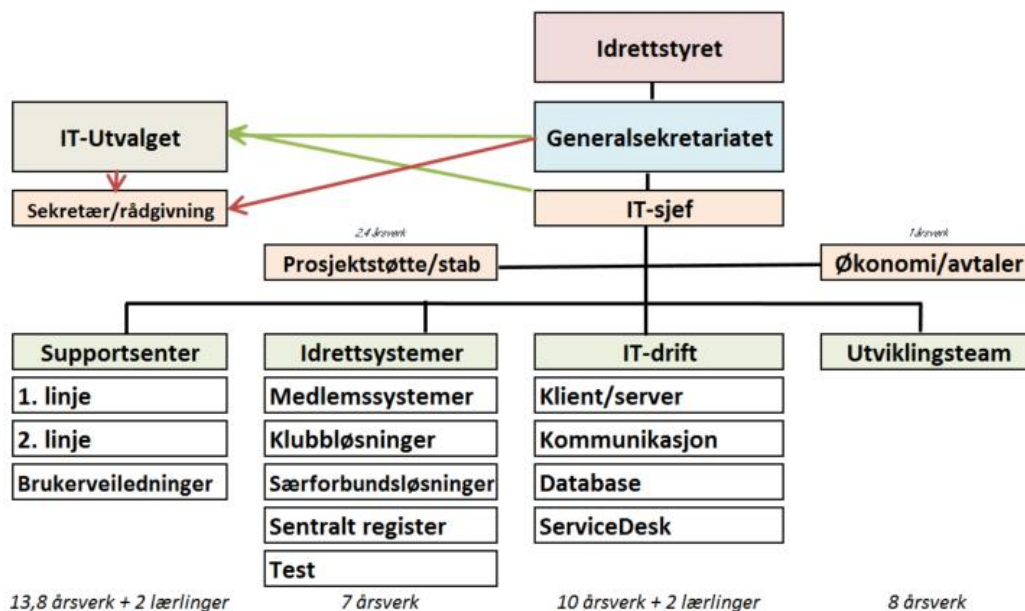 Idrettstyret
IT-Utvalget
Generalsekretariatet
Sekretær/rådgivning
IT-sjef
2,4 årsverk
1 årsverk
Prosjektstøtte/stab
Økonomi/avtaler
Supportsenter
Idrettsystemer
IT-drift
Utviklingsteam
1. linje
Medlemssystemer
Klient/server
2. linje
Klubbløsninger
Kommunikasjon
Brukerveiledninger
Særforbundsløsninger
Database
Sentralt register
ServiceDesk
Test
13,8 årsverk + 2 lærlinger
7 årsverk
10 årsverk + 2 lærlinger
8 årsverk